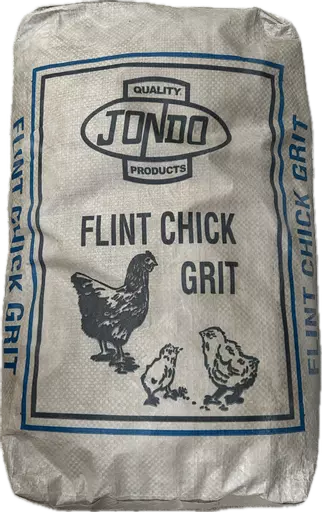 QUALITY
JONDO
PRODUCTS
FLINT CHICK
GRIT
FLINT CHICK GRIT
FLINT CHICK GRIT